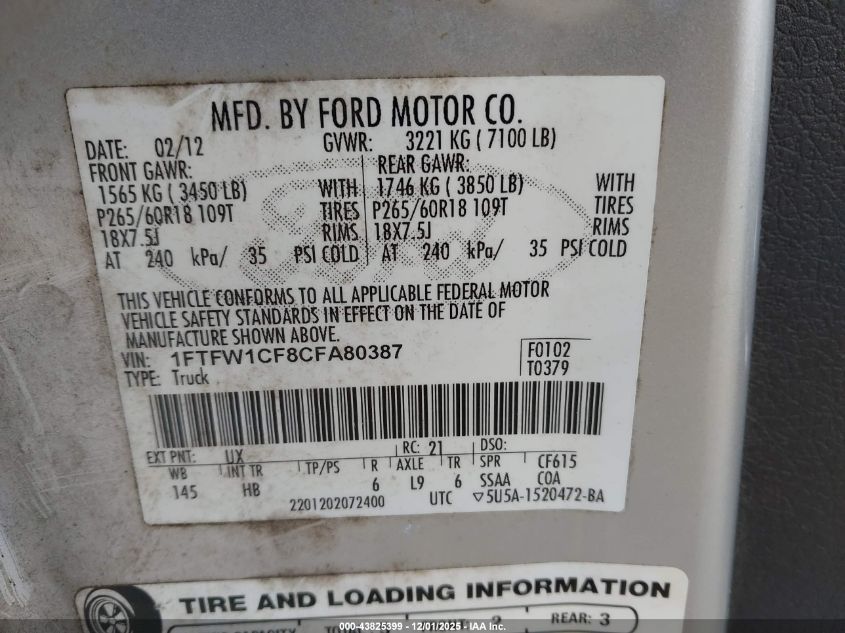 MFD. BY FORD MOTOR CO.
DATE: 02/12 GVWR: 3221 KG ( 7100 LB)
FRONT GAWR: REAR GAWR:
1565 KG ( 3450 LB) WITH 1746 KG ( 3850 LB) WITH
P265/60R18 109T TIRES P265/60R18 109T TIRES
18X7.5J RIMS 18X7.5J RIMS
AT 240 kPa/ 35 PSI COLD AT 240 kPa/ 35 PSI COLD
THIS VEHICLE CONFORMS TO ALL APPLICABLE FEDERAL MOTOR
VEHICLE SAFETY STANDARDS IN EFFECT ON THE DATE OF
MANUFACTURE SHOWN ABOVE.
VIN: 1FTFW1CF8CFA80387 F0102
TYPE: Truck T0379
EXT PNT: UX RC: 21 DSO:
WB INT TR TP/PS R AXLE TR SPR CF615
145 HB 6 L9 6 SSAA COA
2201202072400 UTC ▽5U5A-1520472-BA
TIRE AND LOADING INFORMATION
REAR: 3
© 2025 - #43825399 - 12/01/2025 - IAA Inc.